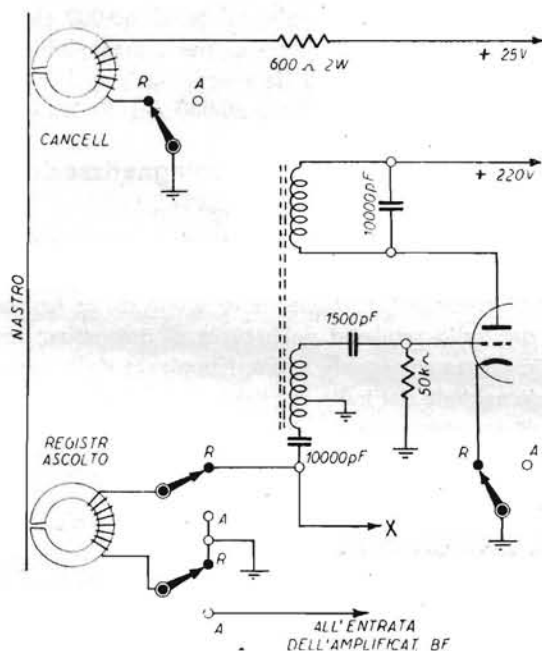 600 Ω 2W
+ 25V
R
A
CANCELL
+ 220V
10000pF
NASTRO
1500pF
50kΩ
REGISTR
ASCOLTO
R
10000pF
R
A
A
R
X
A
ALL'ENTRATA
DELL'AMPLIFICAT. BF